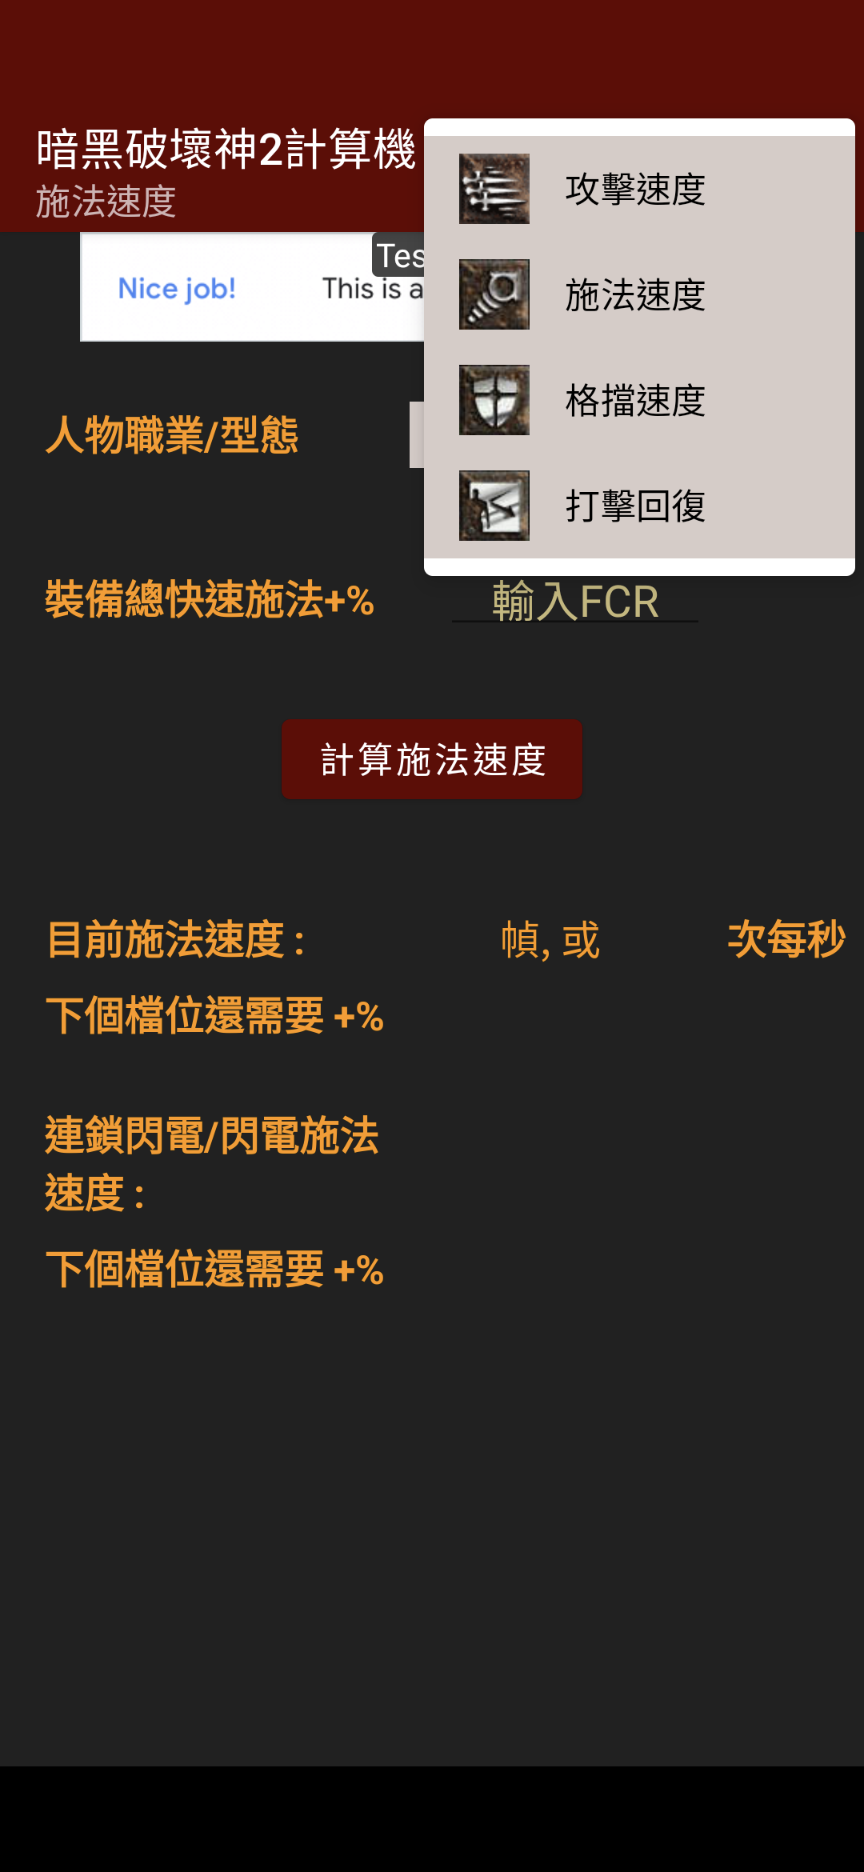 暗黑破壞神2計算機
施法速度
攻擊速度
施法速度
格擋速度
打擊回復
Nice job!
This is a
人物職業/型態
裝備總快速施法+%
輸入FCR
計算施法速度
目前施法速度 :
幀, 或
次每秒
下個檔位還需要 +%
連鎖閃電/閃電施法
速度 :
下個檔位還需要 +%